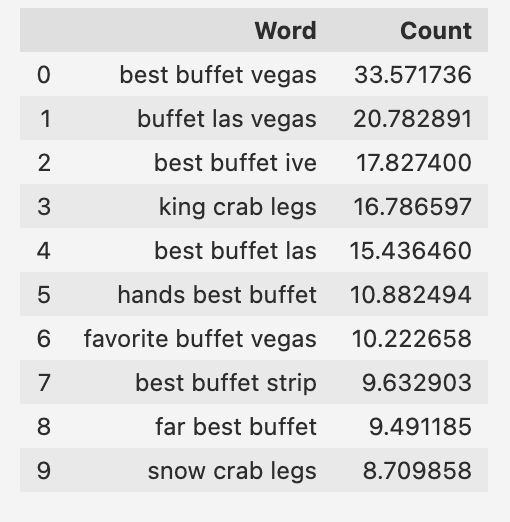 Word Count
0 best buffet vegas 33.571736
1 buffet las vegas 20.782891
2 best buffet ive 17.827400
3 king crab legs 16.786597
4 best buffet las 15.436460
5 hands best buffet 10.882494
6 favorite buffet vegas 10.222658
7 best buffet strip 9.632903
8 far best buffet 9.491185
9 snow crab legs 8.709858